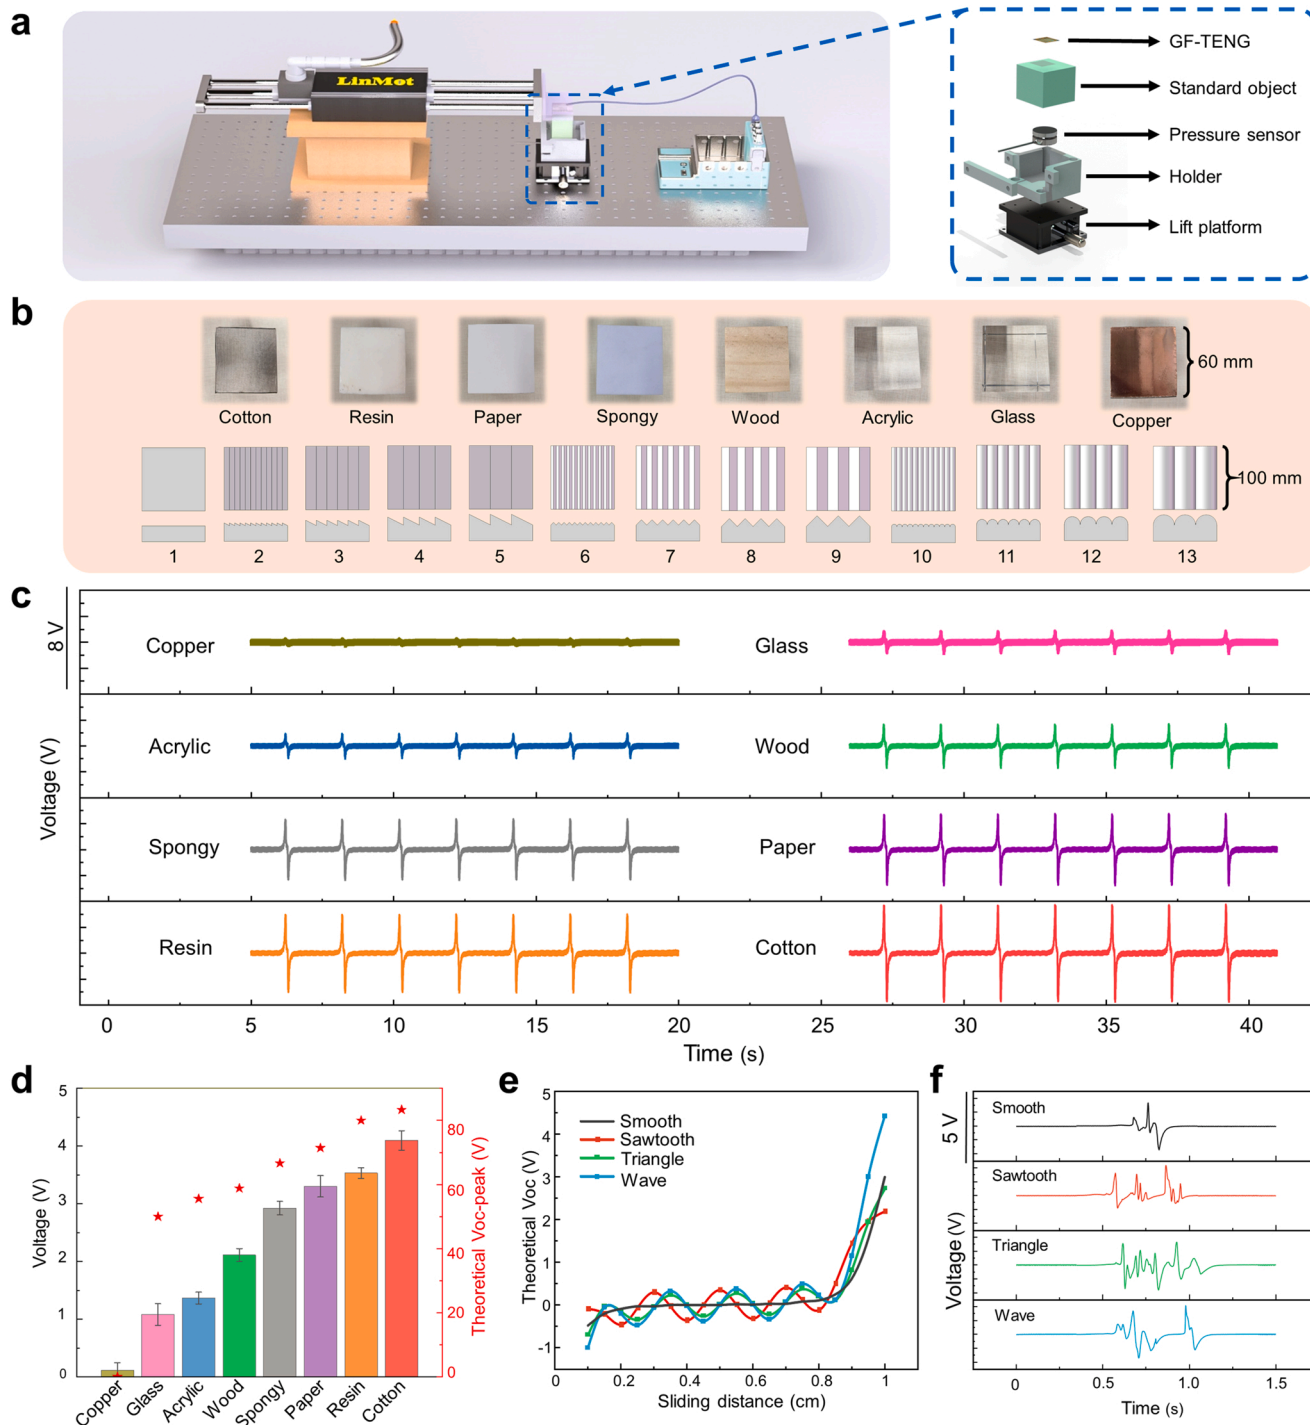 a
LinMot
GF-TENG
Standard object
Pressure sensor
Holder
Lift platform
b
60 mm
Cotton
Resin
Paper
Spongy
Wood
Acrylic
Glass
Copper
100 mm
1 2 3 4 5 6 7 8 9 10 11 12 13
c
8 V
Voltage (V)
Copper
Glass
Acrylic
Wood
Spongy
Paper
Resin
Cotton
0 5 10 15 20 25 30 35 40
Time (s)
d
Voltage (V)
5
4
3
2
1
0
80
60
40
20
0
Theoretical Voc-peak (V)
Copper
Glass
Acrylic
Wood
Spongy
Paper
Resin
Cotton
e
Theoretical Voc (V)
5
4
3
2
1
0
-1
Smooth
Sawtooth
Triangle
Wave
0 0.2 0.4 0.6 0.8 1
Sliding distance (cm)
f
5 V
Voltage (V)
Smooth
Sawtooth
Triangle
Wave
0 0.5 1.0 1.5
Time (s)